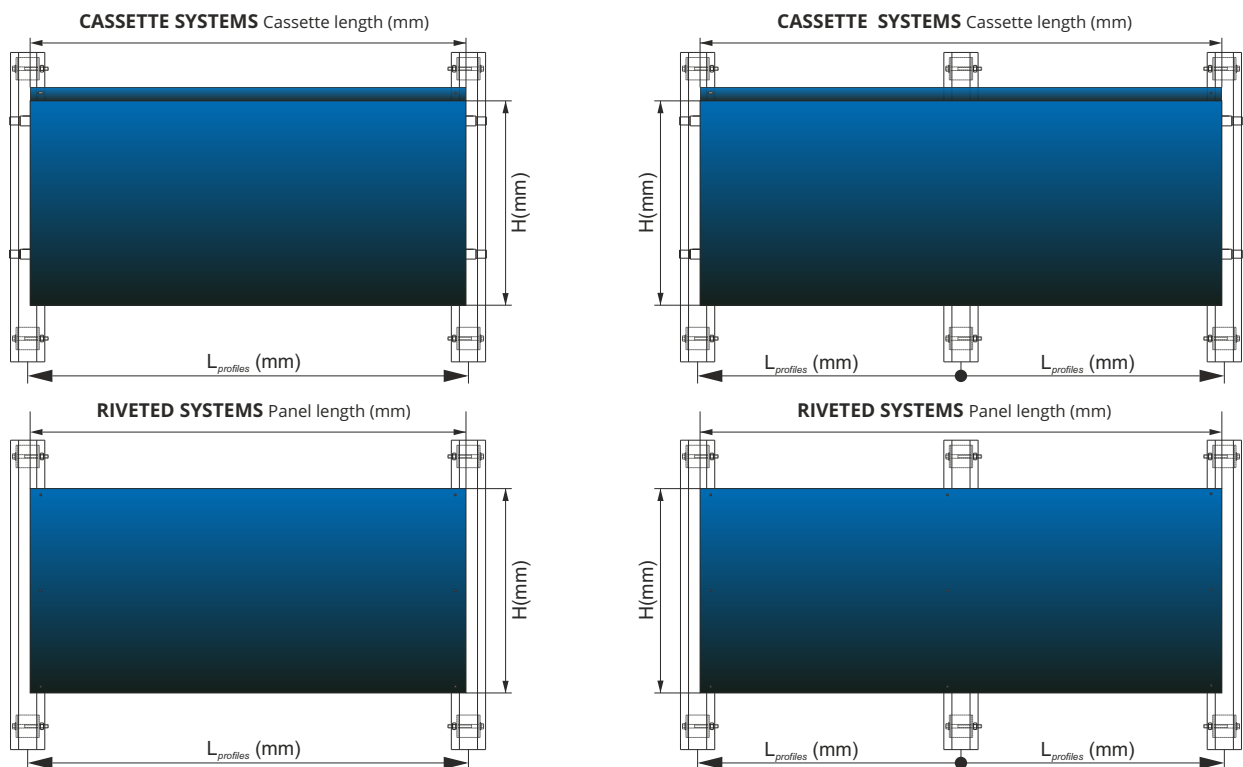 CASSETTE SYSTEMS Cassette length (mm)
CASSETTE SYSTEMS Cassette length (mm)
H(mm)
H(mm)
Lprofiles (mm)
Lprofiles (mm)
Lprofiles (mm)
RIVETED SYSTEMS Panel length (mm)
RIVETED SYSTEMS Panel length (mm)
H(mm)
H(mm)
Lprofiles (mm)
Lprofiles (mm)
Lprofiles (mm)